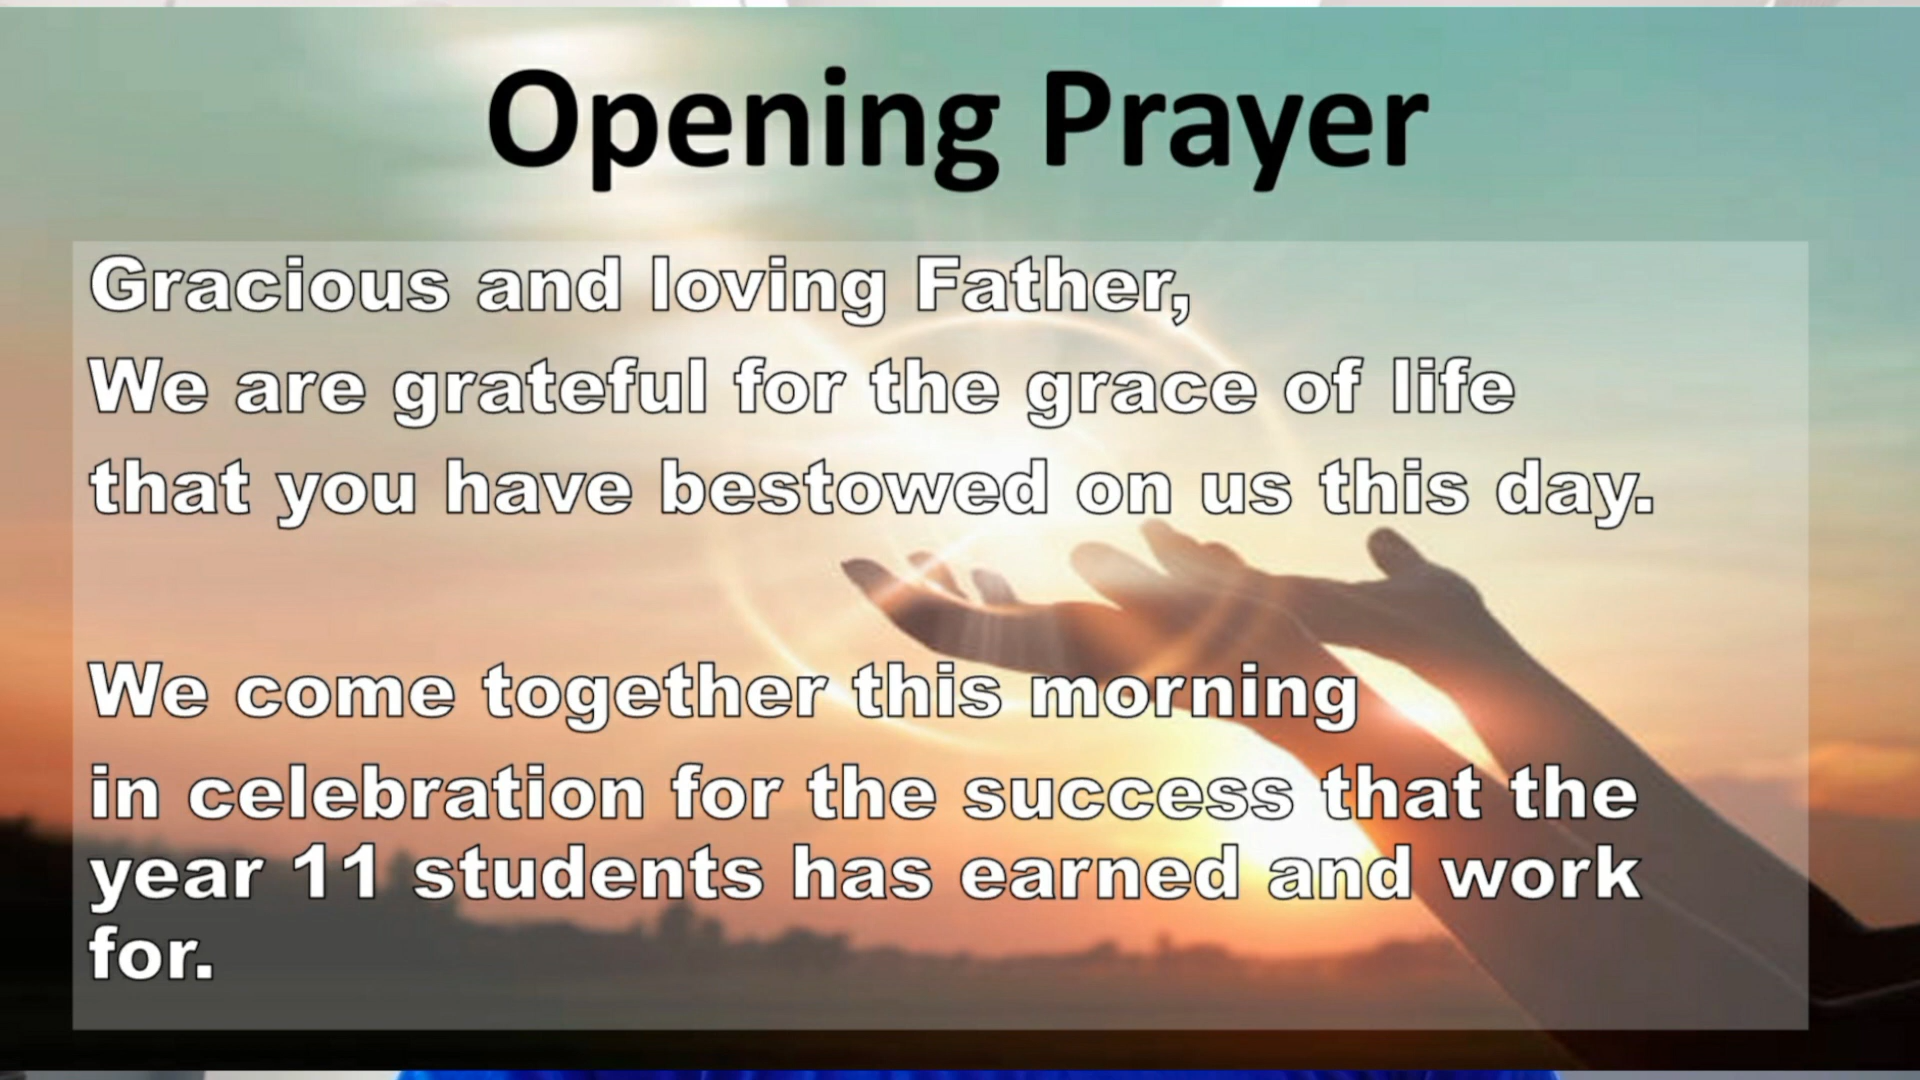 Opening Prayer
Gracious and loving Father,
We are grateful for the grace of life
that you have bestowed on us this day.
We come together this morning
in celebration for the success that the
year 11 students has earned and work
for.